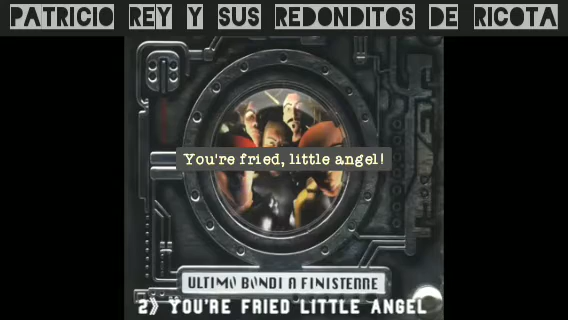 PATRICIO REY Y SUS REDONDITOS DE RICOTA
You're fried, little angel!
ULTIMO BONDI A FINISTERRE
2) YOU'RE FRIED LITTLE ANGEL